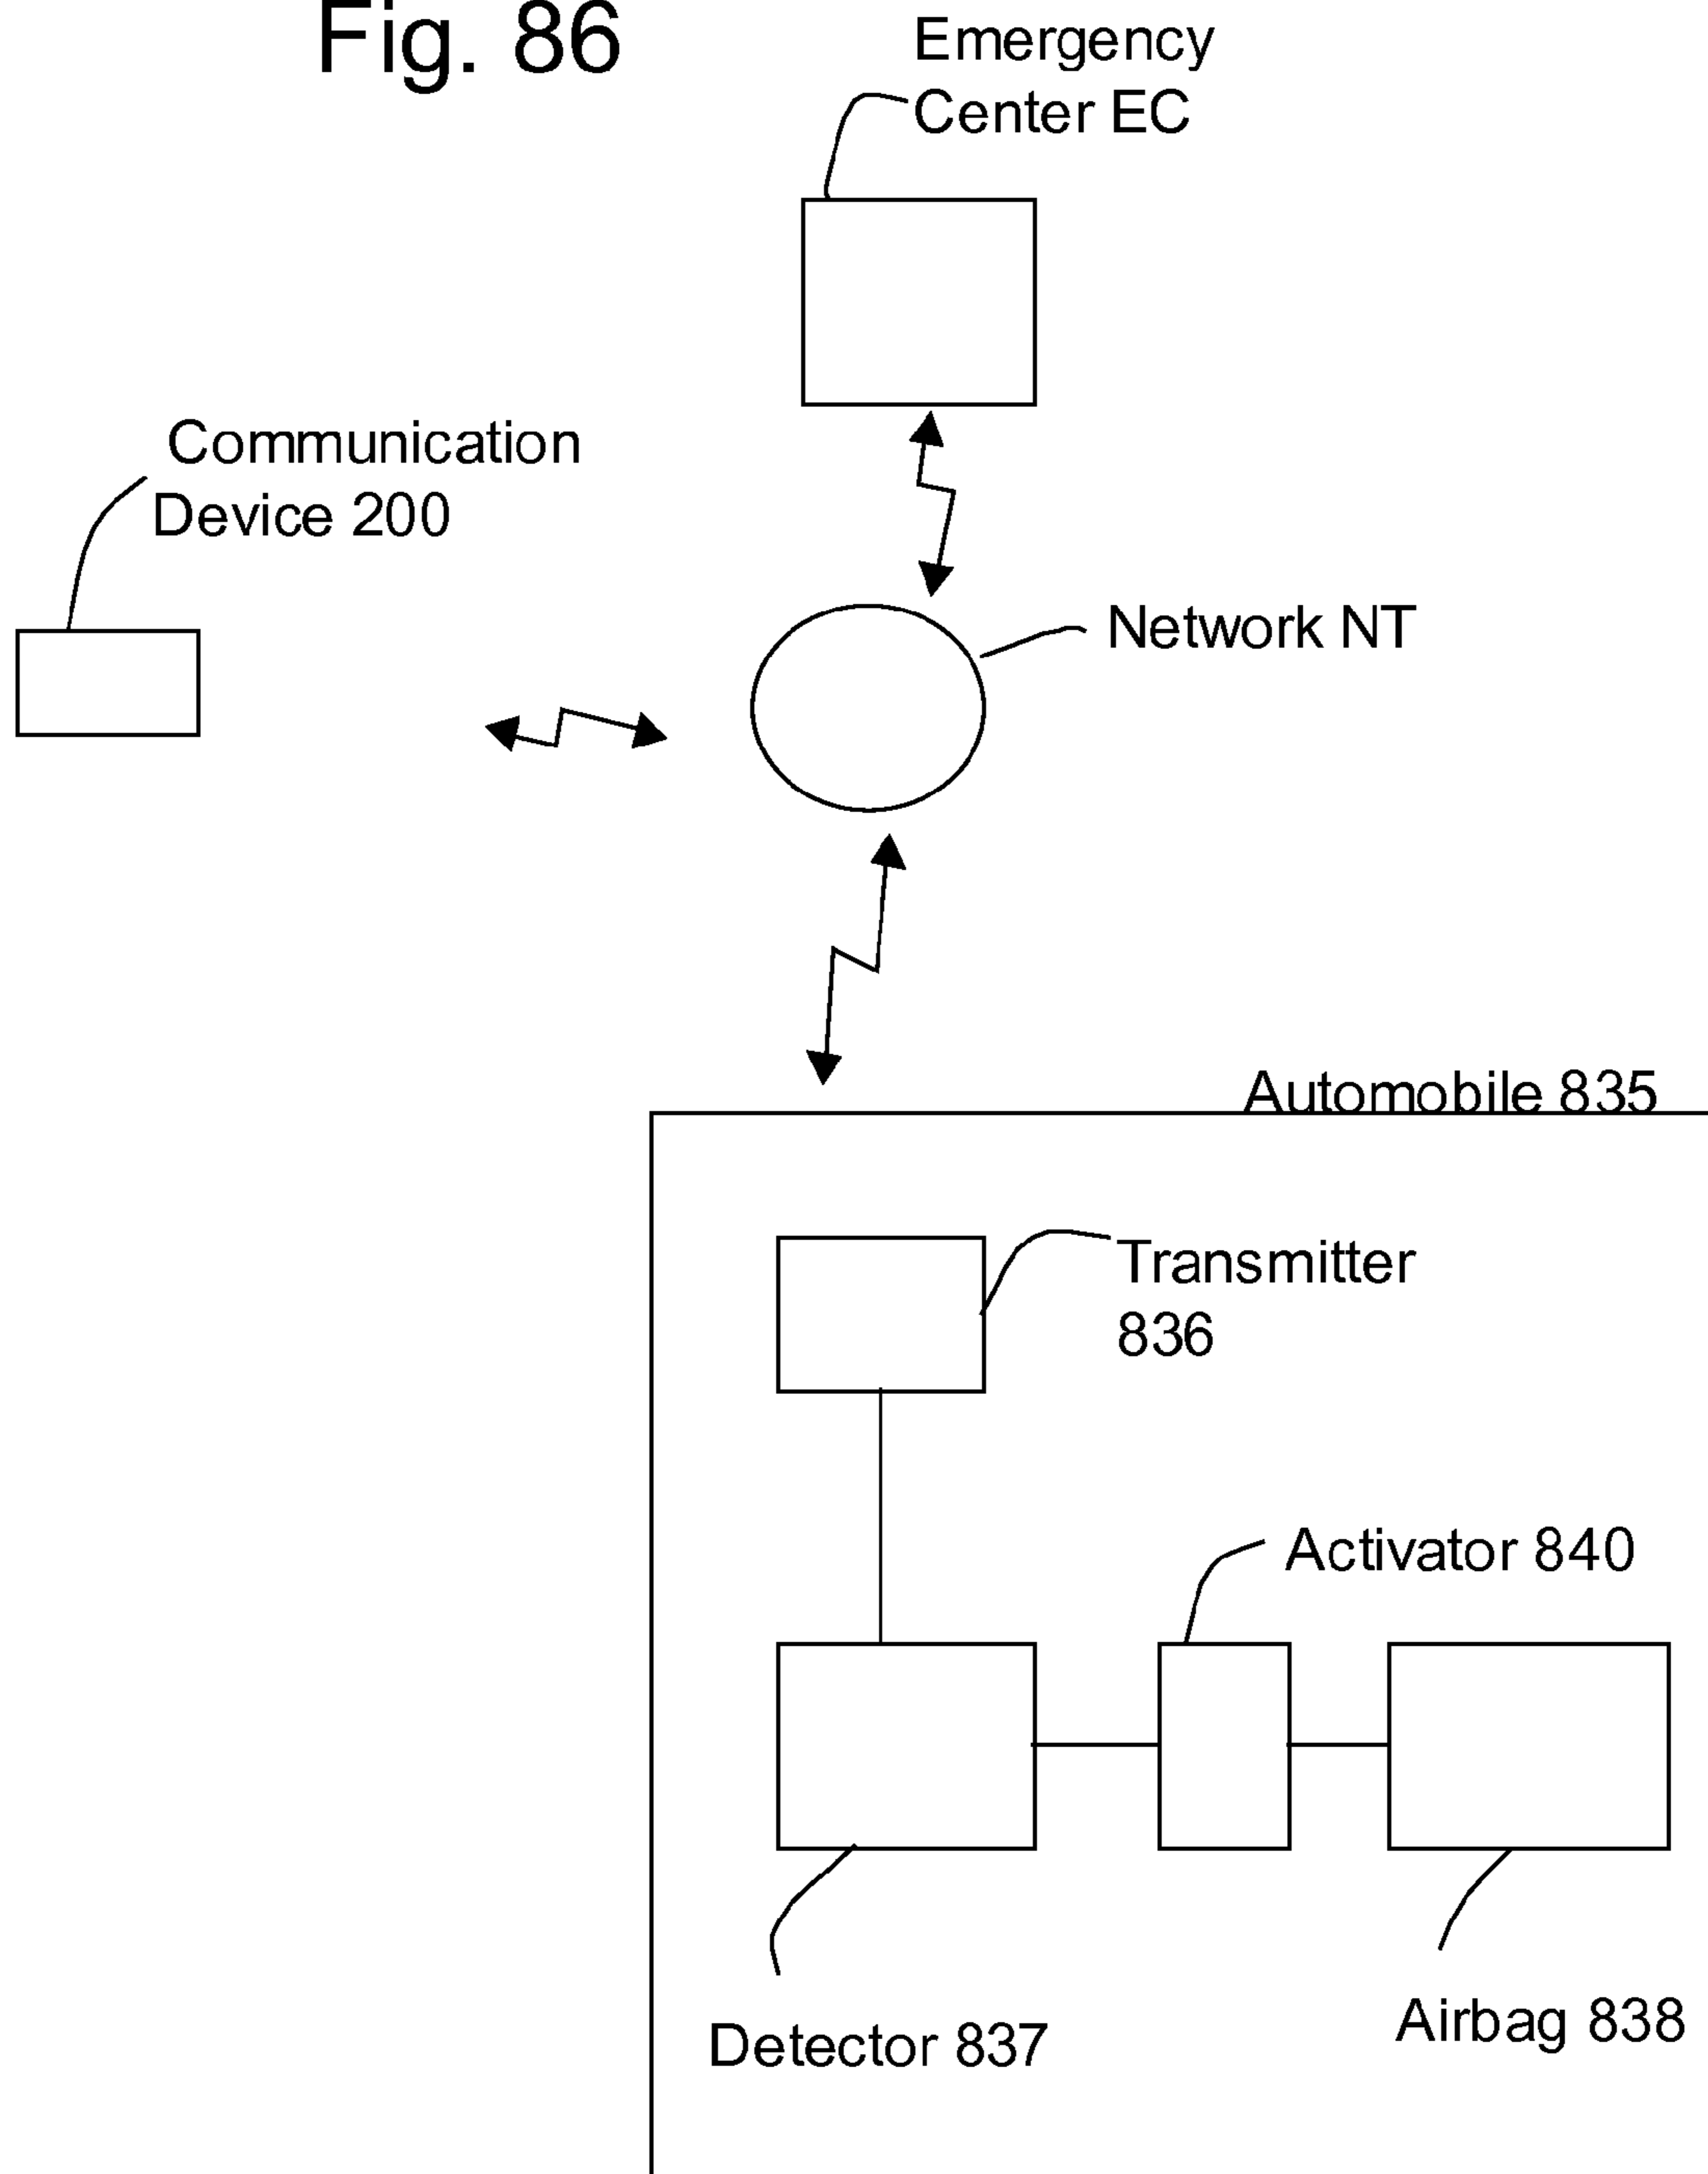 Fig. 86
Emergency
Center EC
Communication
Device 200
Network NT
Automobile 835
Transmitter
836
Activator 840
Detector 837
Airbag 838